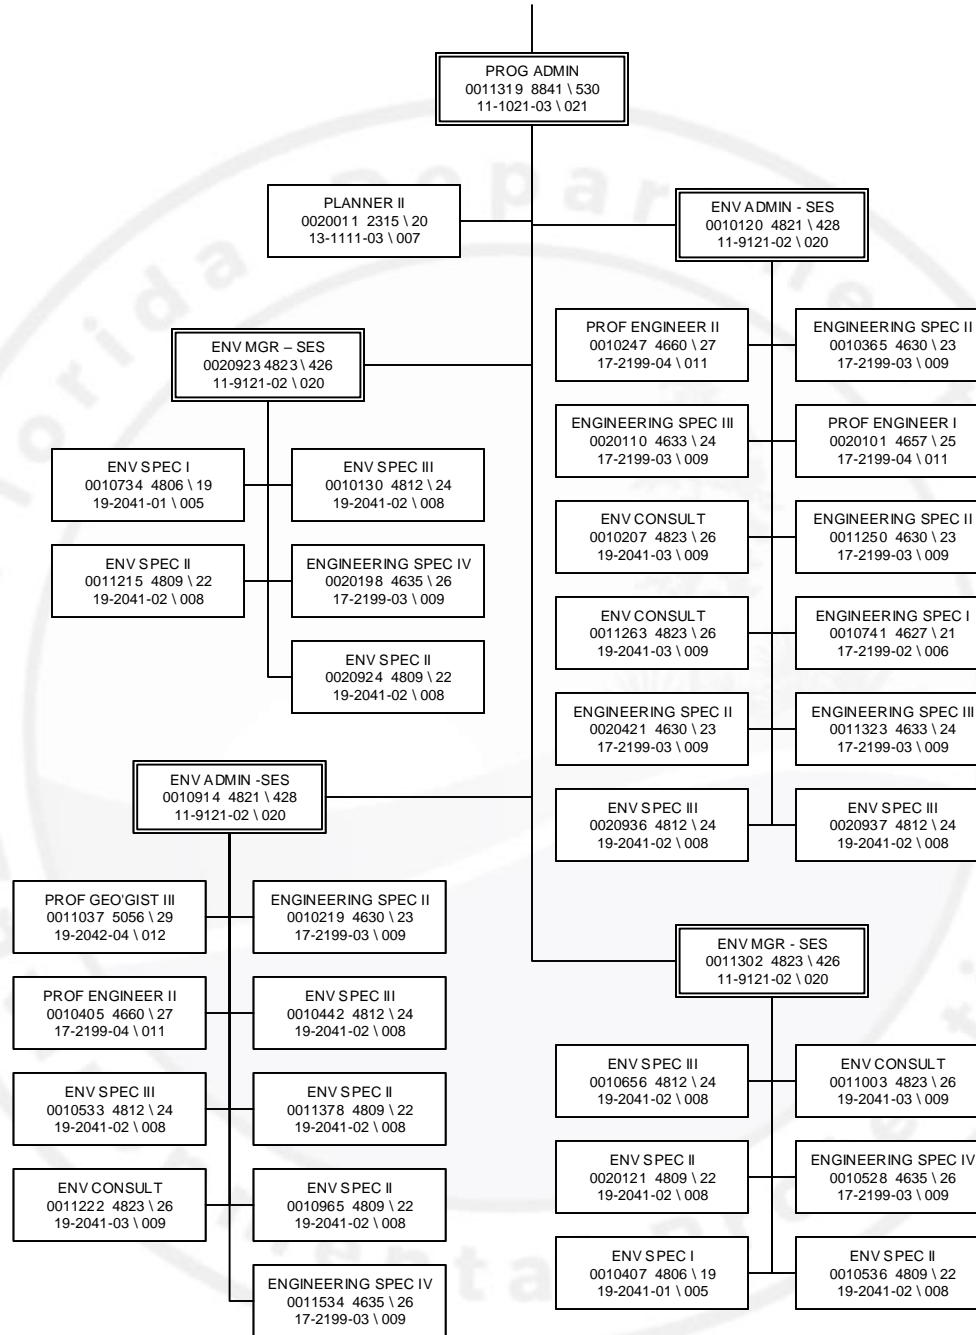 PROG ADMIN
0011319 8841 \ 530
11-1021-03 \ 021
PLANNER II
0020011 2315 \ 20
13-1111-03 \ 007
ENV ADMIN - SES
0010120 4821 \ 428
11-9121-02 \ 020
ENV MGR – SES
0020923 4823 \ 426
11-9121-02 \ 020
ENV SPEC I
0010734 4806 \ 19
19-2041-01 \ 005
ENV SPEC III
0010130 4812 \ 24
19-2041-02 \ 008
ENV SPEC II
0011215 4809 \ 22
19-2041-02 \ 008
ENGINEERING SPEC IV
0020198 4635 \ 26
17-2199-03 \ 009
ENV SPEC II
0020924 4809 \ 22
19-2041-02 \ 008
PROF ENGINEER II
0010247 4660 \ 27
17-2199-04 \ 011
ENGINEERING SPEC II
0010365 4630 \ 23
17-2199-03 \ 009
ENGINEERING SPEC III
0020110 4633 \ 24
17-2199-03 \ 009
PROF ENGINEER I
0020101 4657 \ 25
17-2199-04 \ 011
ENV CONSULT
0010207 4823 \ 26
19-2041-03 \ 009
ENGINEERING SPEC II
0011250 4630 \ 23
17-2199-03 \ 009
ENV CONSULT
0011263 4823 \ 26
19-2041-03 \ 009
ENGINEERING SPEC I
0010741 4627 \ 21
17-2199-02 \ 006
ENGINEERING SPEC II
0020421 4630 \ 23
17-2199-03 \ 009
ENGINEERING SPEC III
0011323 4633 \ 24
17-2199-03 \ 009
ENV SPEC III
0020936 4812 \ 24
19-2041-02 \ 008
ENV SPEC III
0020937 4812 \ 24
19-2041-02 \ 008
ENV ADMIN -SES
0010914 4821 \ 428
11-9121-02 \ 020
PROF GEO'GIST III
0011037 5056 \ 29
19-2042-04 \ 012
ENGINEERING SPEC II
0010219 4630 \ 23
17-2199-03 \ 009
PROF ENGINEER II
0010405 4660 \ 27
17-2199-04 \ 011
ENV SPEC III
0010442 4812 \ 24
19-2041-02 \ 008
ENV SPEC III
0010533 4812 \ 24
19-2041-02 \ 008
ENV SPEC II
0011378 4809 \ 22
19-2041-02 \ 008
ENV CONSULT
0011222 4823 \ 26
19-2041-03 \ 009
ENV SPEC II
0010965 4809 \ 22
19-2041-02 \ 008
ENGINEERING SPEC IV
0011534 4635 \ 26
17-2199-03 \ 009
ENV MGR - SES
0011302 4823 \ 426
11-9121-02 \ 020
ENV SPEC III
0010656 4812 \ 24
19-2041-02 \ 008
ENV CONSULT
0011003 4823 \ 26
19-2041-03 \ 009
ENV SPEC II
0020121 4809 \ 22
19-2041-02 \ 008
ENGINEERING SPEC IV
0010528 4635 \ 26
17-2199-03 \ 009
ENV SPEC I
0010407 4806 \ 19
19-2041-01 \ 005
ENV SPEC II
0010536 4809 \ 22
19-2041-02 \ 008